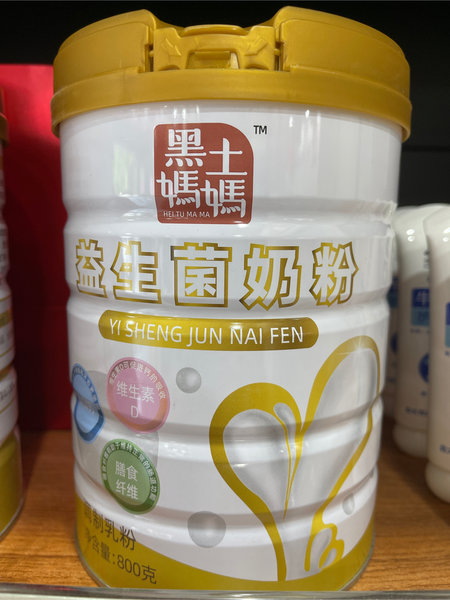 黑土
媽媽
HEI TU MA MA
TM
益生菌奶粉
YI SHENG JUN NAI FEN
维生素
D
膳食
纤维
调制乳粉
净含量:800克